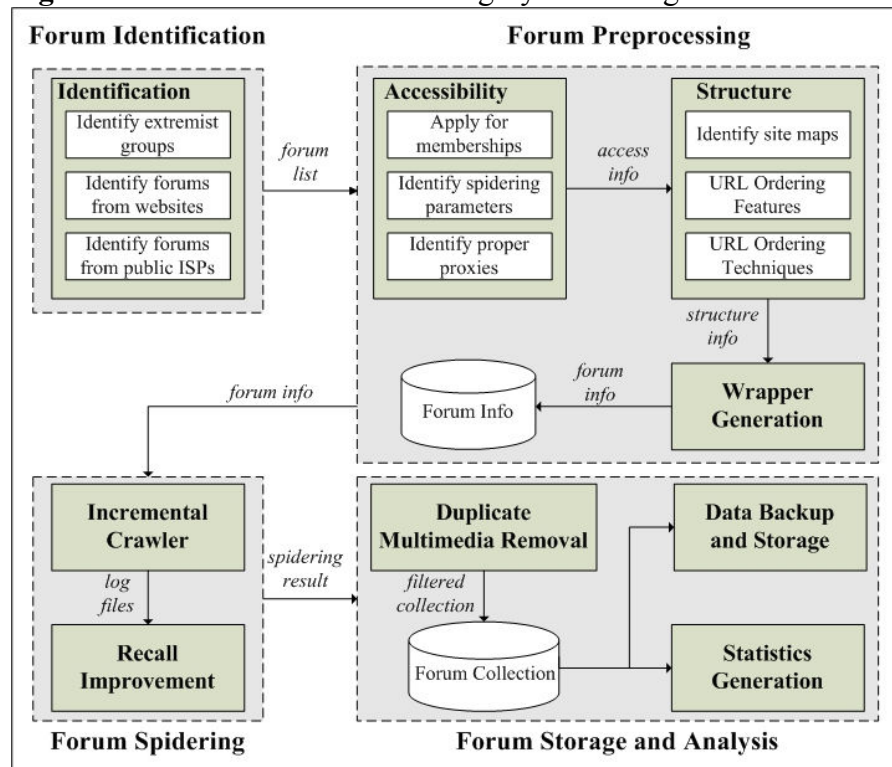 Forum Identification
Forum Preprocessing
Identification
Identify extremist
groups
Identify forums
from websites
Identify forums
from public ISPs
forum
list
Accessibility
Apply for
memberships
Identify spidering
parameters
Identify proper
proxies
access
info
Structure
Identify site maps
URL Ordering
Features
URL Ordering
Techniques
structure
info
Wrapper
Generation
forum
info
Forum Info
forum info
Incremental
Crawler
log
files
Recall
Improvement
spidering
result
Duplicate
Multimedia Removal
filtered
collection
Forum Collection
Data Backup
and Storage
Statistics
Generation
Forum Spidering
Forum Storage and Analysis